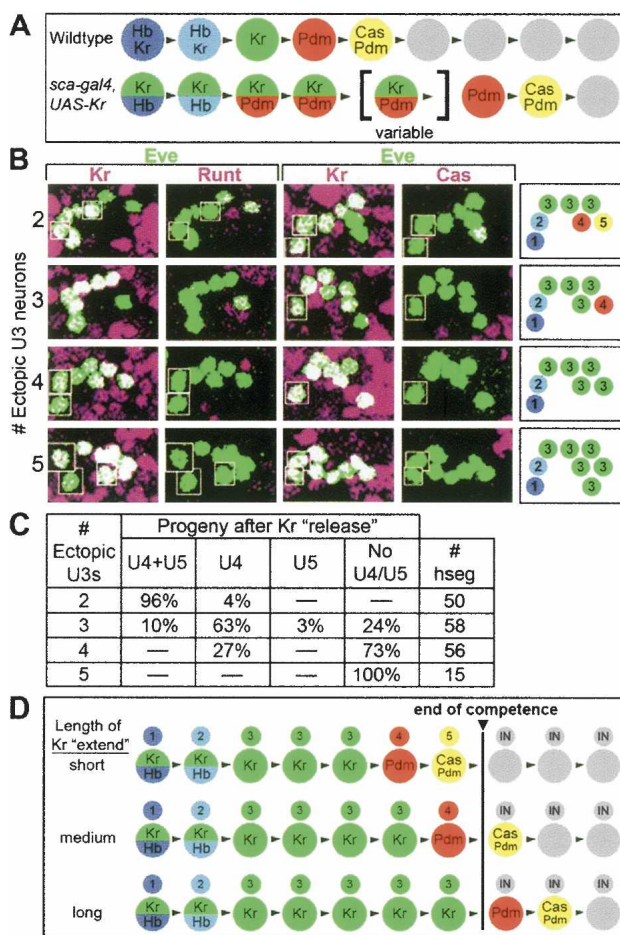 A
Wildtype Hb Kr Hb Kr Kr Pdm Cas Pdm
sca-gal4, UAS-Kr Kr Hb Kr Hb Kr Pdm Kr Pdm [ Kr Pdm ] Pdm Cas Pdm
variable
B
Eve Eve
Kr Runt Kr Cas
# Ectopic U3 neurons
2
3 3 3
2 4 5
1
3
3 3 3
2 3 4
1
4
3 3 3
2 3 3
1
5
3 3 3
2 3 3
1 3
C
# Ectopic U3s Progeny after Kr "release" # hseg
U4+U5 U4 U5 No U4/U5
2 96% 4% — — 50
3 10% 63% 3% 24% 58
4 — 27% — 73% 56
5 — — — 100% 15
D
end of competence
Length of Kr "extend"
1 2 3 3 3 4 5 IN IN IN
short Kr Hb Kr Hb Kr Kr Kr Pdm Cas Pdm
1 2 3 3 3 3 4 IN IN IN
medium Kr Hb Kr Hb Kr Kr Kr Kr Pdm Cas Pdm
1 2 3 3 3 3 3 IN IN IN
long Kr Hb Kr Hb Kr Kr Kr Kr Kr Pdm Cas Pdm